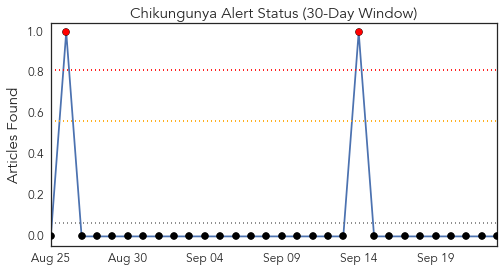 Chikungunya Alert Status (30-Day Window)
Articles Found
1.0
0.8
0.6
0.4
0.2
0.0
Aug 25 Aug 30 Sep 04 Sep 09 Sep 14 Sep 19